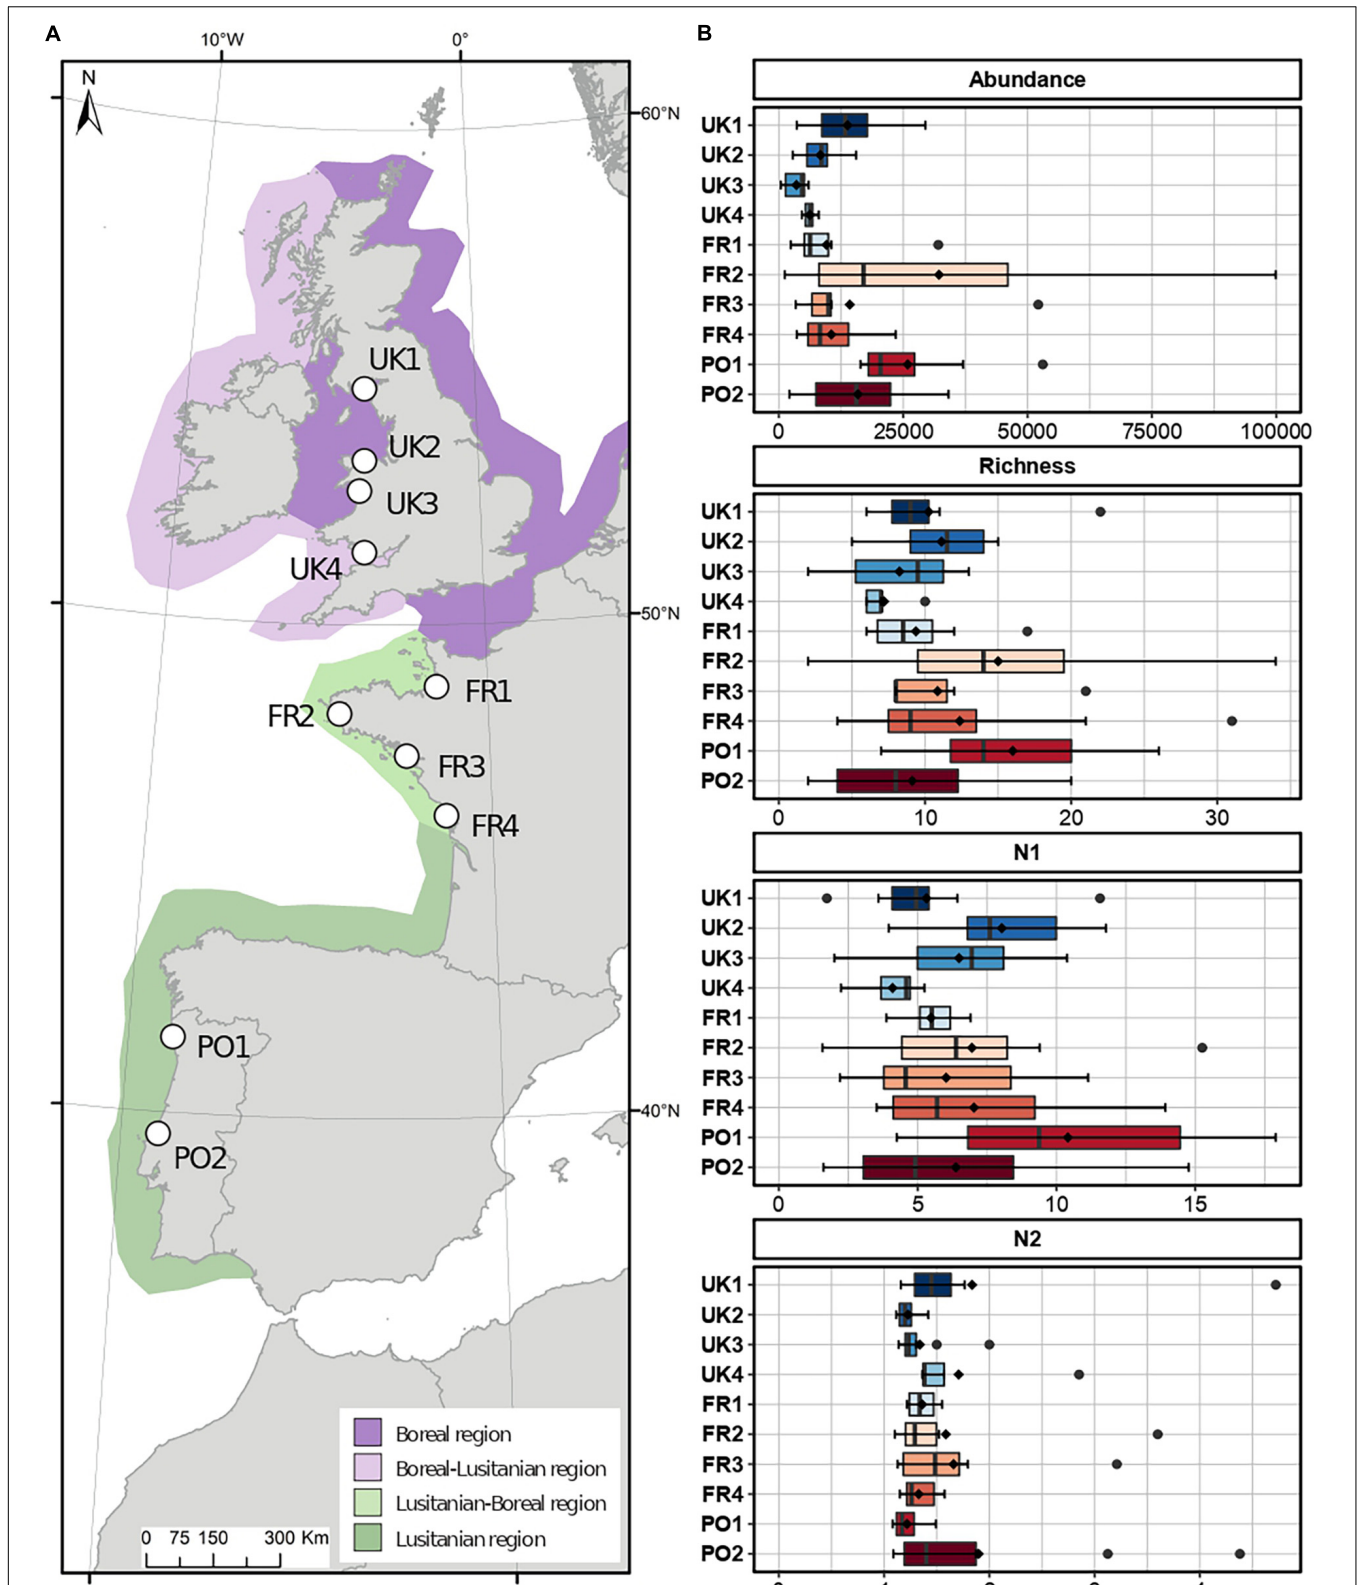 A
10°W
0°
N
60°N
50°N
40°N
UK1
UK2
UK3
UK4
FR1
FR2
FR3
FR4
PO1
PO2
Boreal region
Boreal-Lusitanian region
Lusitanian-Boreal region
Lusitanian region
0 75 150 300 Km
B
Abundance
UK1
UK2
UK3
UK4
FR1
FR2
FR3
FR4
PO1
PO2
0 25000 50000 75000 100000
Richness
UK1
UK2
UK3
UK4
FR1
FR2
FR3
FR4
PO1
PO2
0 10 20 30
N1
UK1
UK2
UK3
UK4
FR1
FR2
FR3
FR4
PO1
PO2
0 5 10 15
N2
UK1
UK2
UK3
UK4
FR1
FR2
FR3
FR4
PO1
PO2